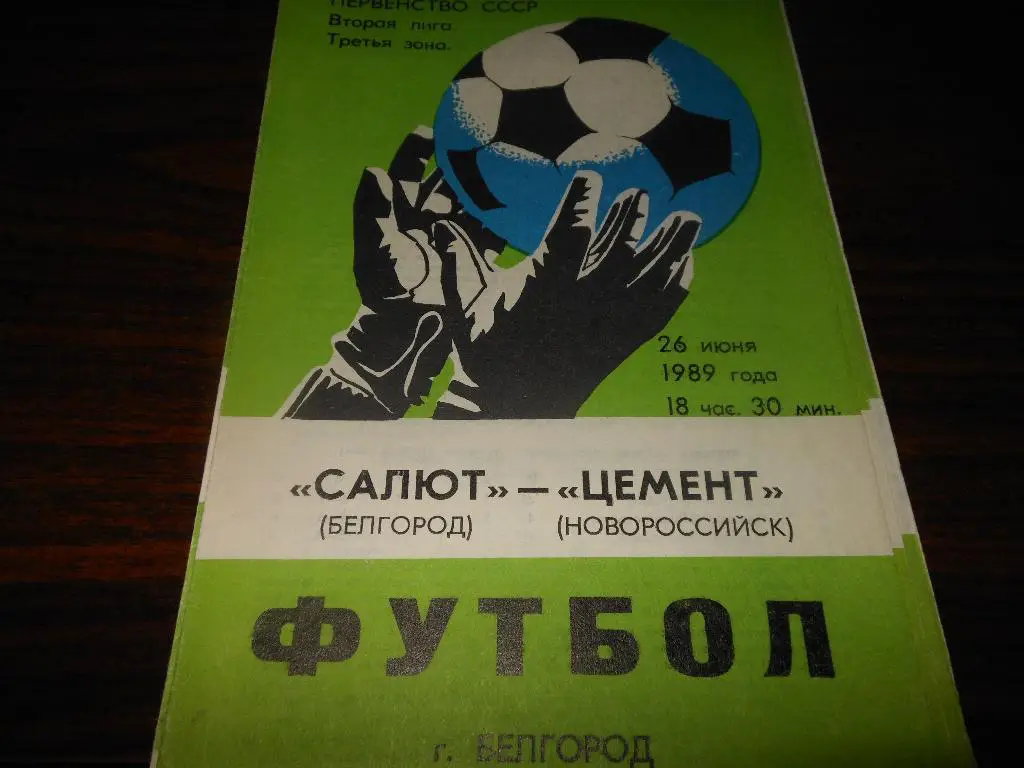 ПЕРВЕНСТВО СССР
Вторая лига.
Третья зона.
26 июня
1989 года
18 час. 30 мин.
«САЛЮТ» — «ЦЕМЕНТ»
(БЕЛГОРОД) (НОВОРОССИЙСК)
ФУТБОЛ
г. БЕЛГОРОД